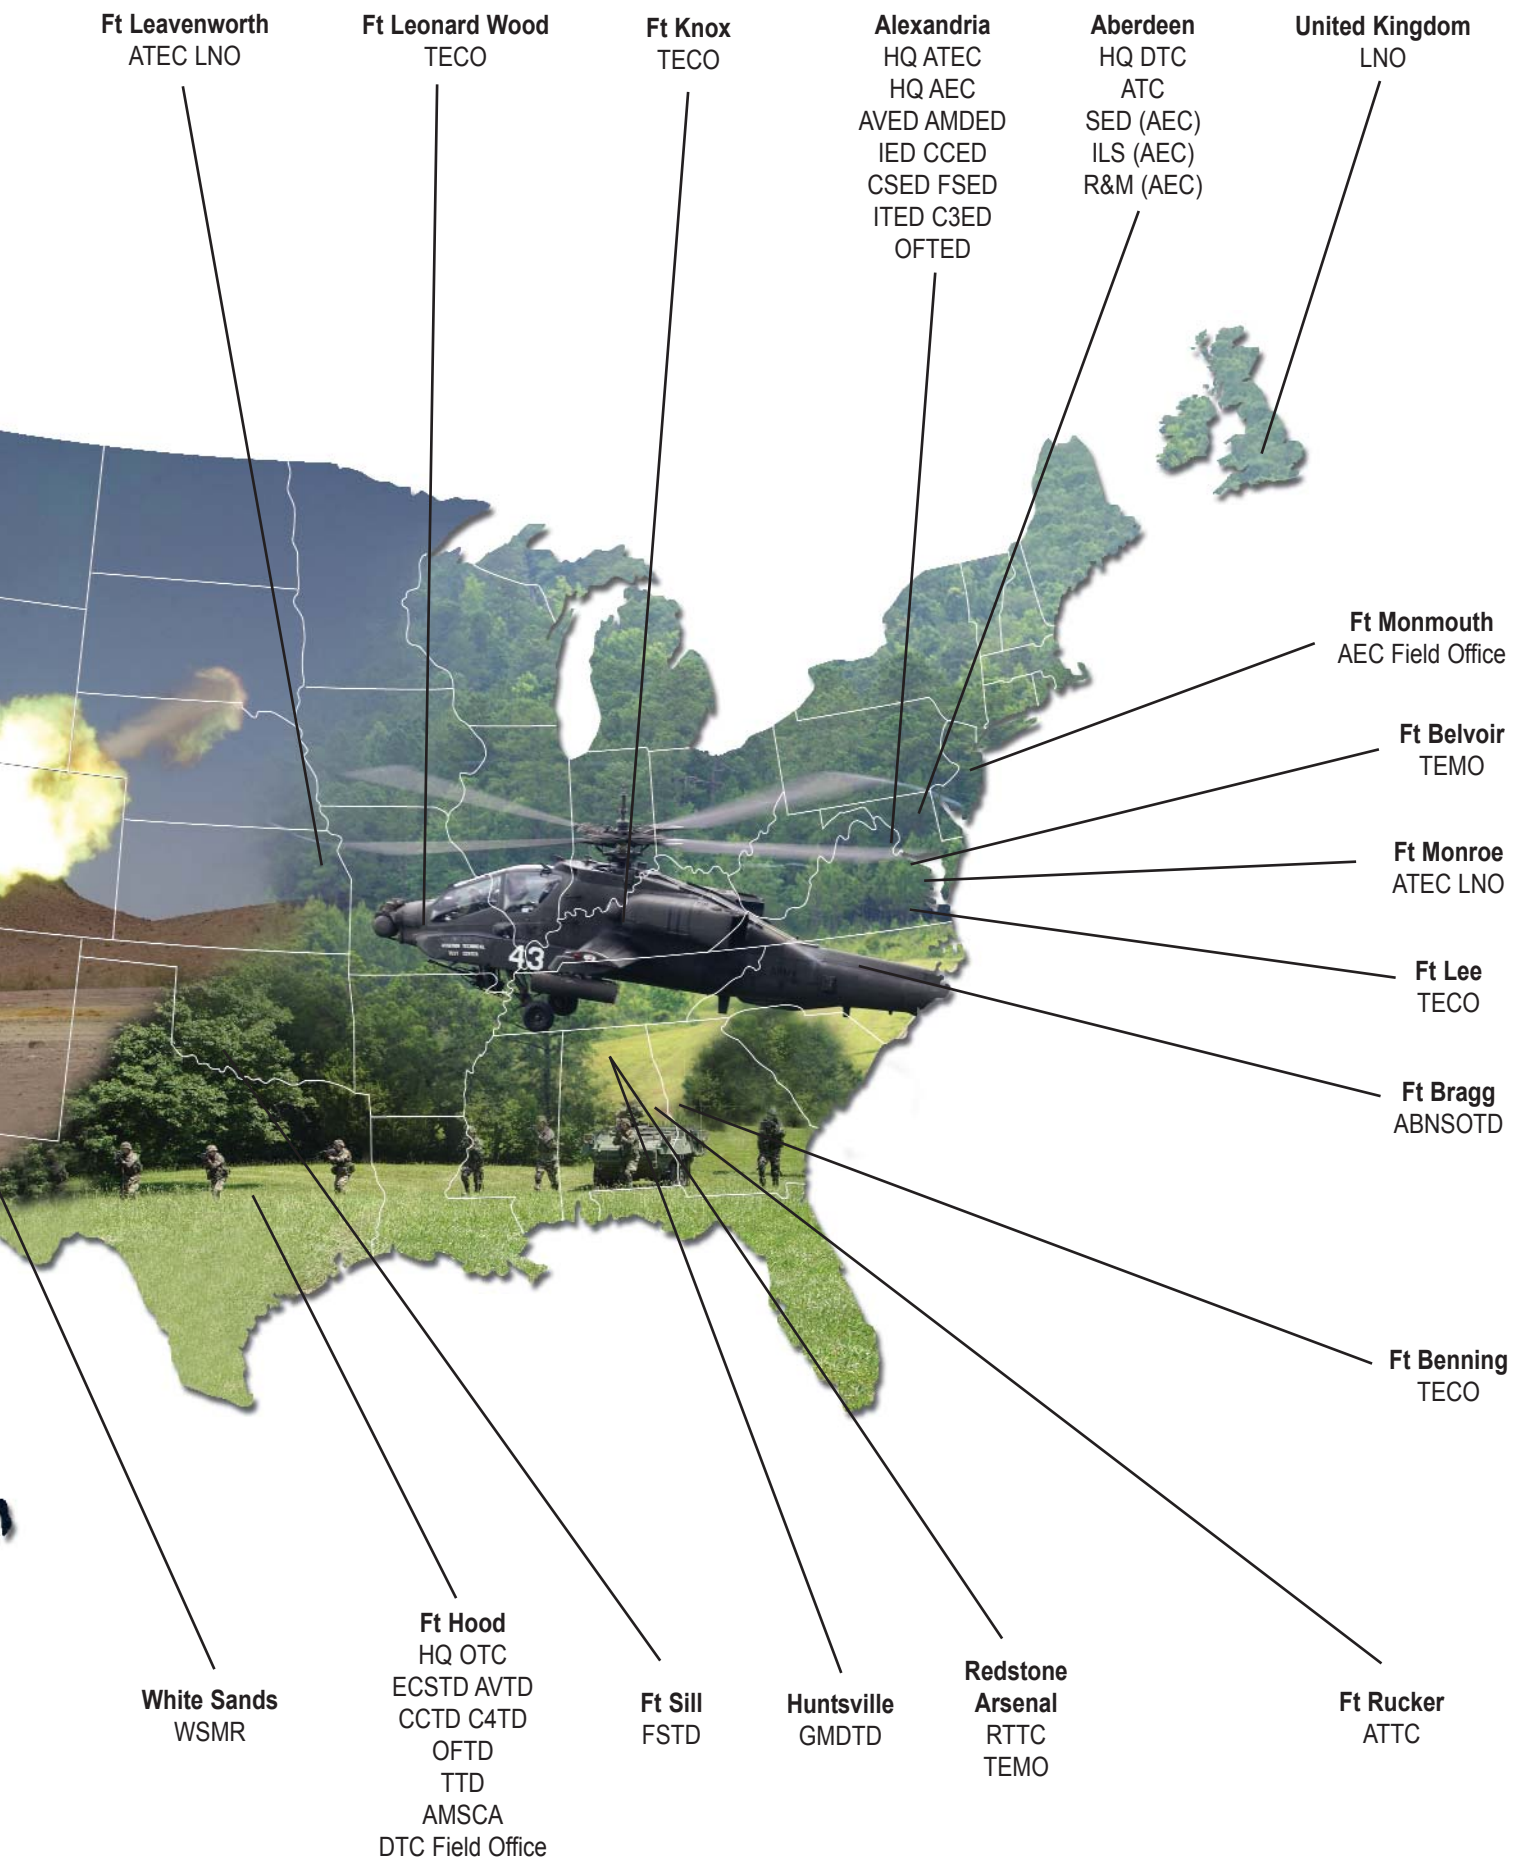 Ft Leavenworth
ATEC LNO
Ft Leonard Wood
TECO
Ft Knox
TECO
Alexandria
HQ ATEC
HQ AEC
AVED AMDED
IED CCED
CSED FSED
ITED C3ED
OFTED
Aberdeen
HQ DTC
ATC
SED (AEC)
ILS (AEC)
R&M (AEC)
United Kingdom
LNO
Ft Monmouth
AEC Field Office
Ft Belvoir
TEMO
Ft Monroe
ATEC LNO
Ft Lee
TECO
Ft Bragg
ABNSOTD
Ft Benning
TECO
AVIATION TECHNICAL
TEST CENTER
43
White Sands
WSMR
Ft Hood
HQ OTC
ECSTD AVTD
CCTD C4TD
OFTD
TTD
AMSCA
DTC Field Office
Ft Sill
FSTD
Huntsville
GMDTD
Redstone
Arsenal
RTTC
TEMO
Ft Rucker
ATTC